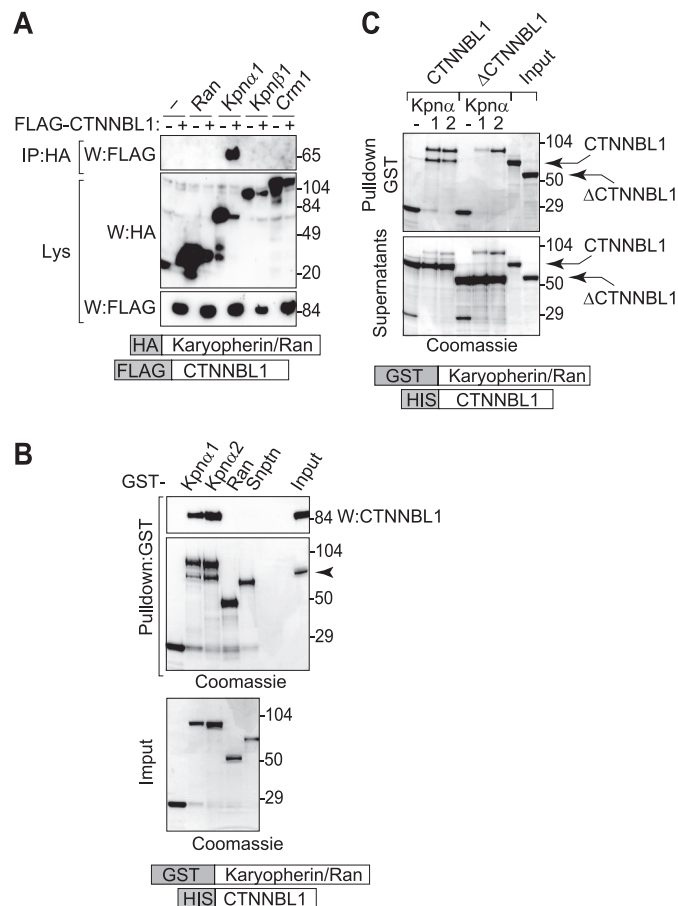 A
- Ran Kpnα1 Kpnβ1 Crm1
FLAG-CTNNBL1: - + - + - + - + - +
IP:HA W:FLAG -65
Lys W:HA -104
-84
-49
-20
W:FLAG -84
HA Karyopherin/Ran
FLAG CTNNBL1
C
CTNNBL1 ΔCTNNBL1 Input
Kpnα Kpnα
- 1 2 - 1 2
Pulldown GST
-104
-50
-29
CTNNBL1
ΔCTNNBL1
Supernatants
-104
-50
-29
CTNNBL1
ΔCTNNBL1
Coomassie
GST Karyopherin/Ran
HIS CTNNBL1
B
GST- Kpnα1 Kpnα2 Ran Snptn Input
Pulldown:GST
-84 W:CTNNBL1
-104
-50
-29
Coomassie
Imput
-104
-50
-29
Coomassie
GST Karyopherin/Ran
HIS CTNNBL1